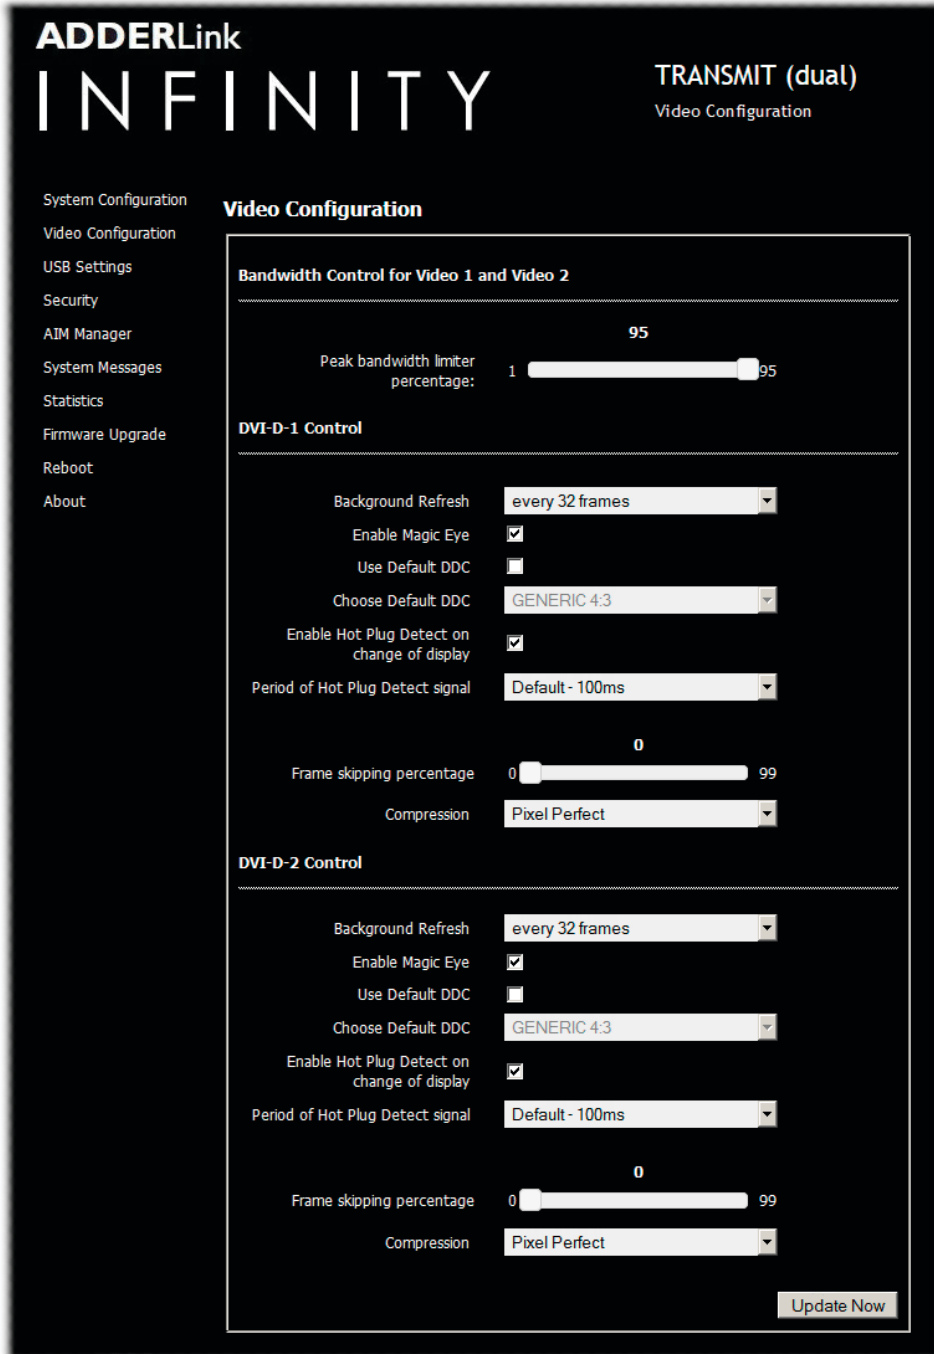 ADDERLink
INFINITY
TRANSMIT (dual)
Video Configuration
System Configuration
Video Configuration
USB Settings
Security
AIM Manager
System Messages
Statistics
Firmware Upgrade
Reboot
About
Video Configuration
Bandwidth Control for Video 1 and Video 2
95
Peak bandwidth limiter
percentage:
1 95
DVI-D-1 Control
Background Refresh every 32 frames
Enable Magic Eye
Use Default DDC
Choose Default DDC GENERIC 4:3
Enable Hot Plug Detect on
change of display
Period of Hot Plug Detect signal Default - 100ms
0
Frame skipping percentage 0 99
Compression Pixel Perfect
DVI-D-2 Control
Background Refresh every 32 frames
Enable Magic Eye
Use Default DDC
Choose Default DDC GENERIC 4:3
Enable Hot Plug Detect on
change of display
Period of Hot Plug Detect signal Default - 100ms
0
Frame skipping percentage 0 99
Compression Pixel Perfect
Update Now